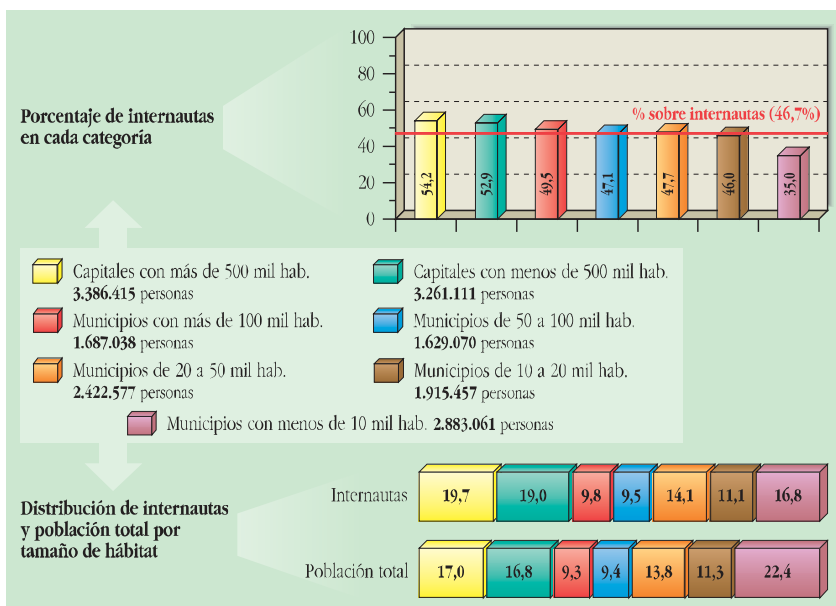 Porcentaje de internautas
en cada categoría
100
80
60
40
20
0
% sobre internautas (46,7%)
54,2
52,9
49,5
47,1
47,7
46,0
35,0
Capitales con más de 500 mil hab.
3.386.415 personas
Capitales con menos de 500 mil hab.
3.261.111 personas
Municipios con más de 100 mil hab.
1.687.038 personas
Municipios de 50 a 100 mil hab.
1.629.070 personas
Municipios de 20 a 50 mil hab.
2.422.577 personas
Municipios de 10 a 20 mil hab.
1.915.457 personas
Municipios con menos de 10 mil hab. 2.883.061 personas
Distribución de internautas
y población total por
tamaño de hábitat
Internautas 19,7 19,0 9,8 9,5 14,1 11,1 16,8
Población total 17,0 16,8 9,3 9,4 13,8 11,3 22,4